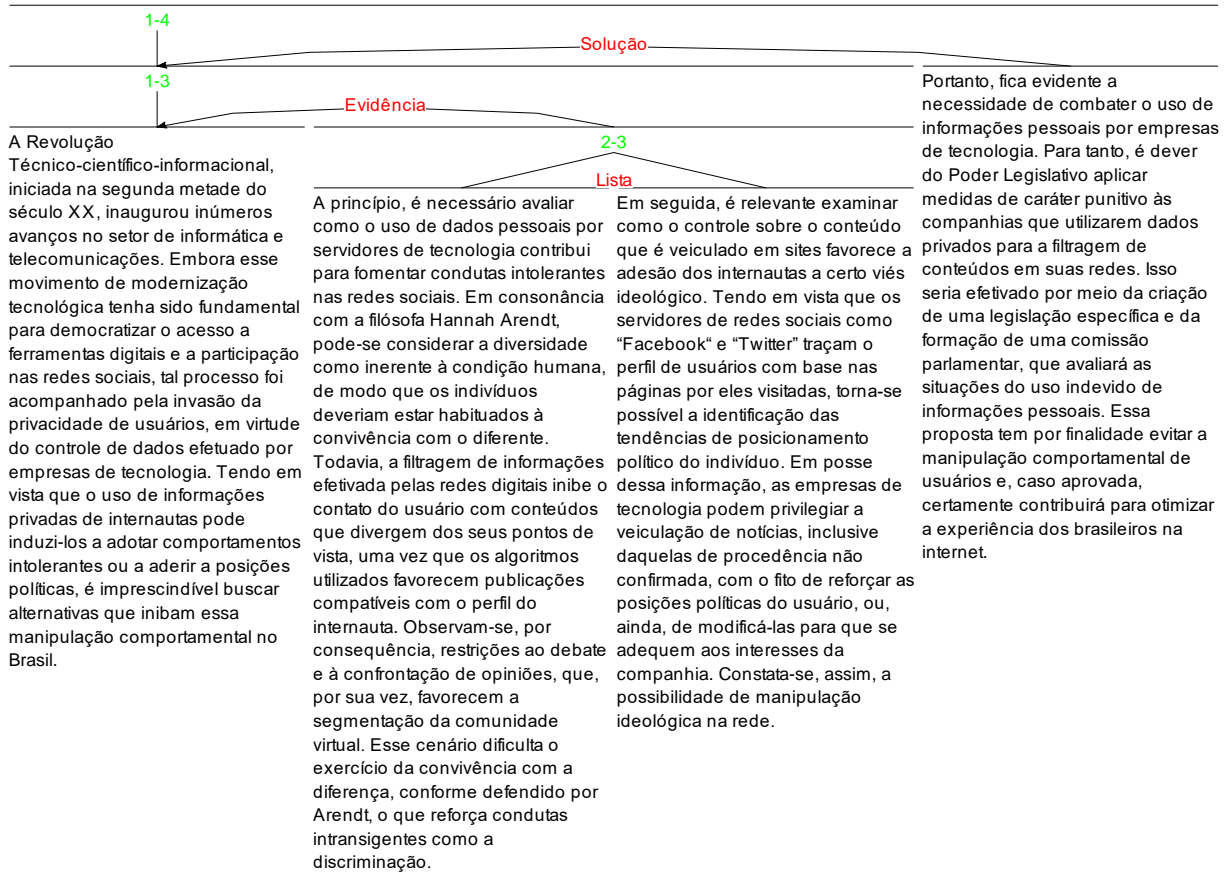 1-4
Solução
1-3
Evidência
A Revolução
Técnico-científico-informacional,
iniciada na segunda metade do
século XX, inaugurou inúmeros
avanços no setor de informática e
telecomunicações. Embora esse
movimento de modernização
tecnológica tenha sido fundamental
para democratizar o acesso a
ferramentas digitais e a participação
nas redes sociais, tal processo foi
acompanhado pela invasão da
privacidade de usuários, em virtude
do controle de dados efetuado por
empresas de tecnologia. Tendo em
vista que o uso de informações
privadas de internautas pode
induzi-los a adotar comportamentos
intolerantes ou a aderir a posições
políticas, é imprescindível buscar
alternativas que inibam essa
manipulação comportamental no
Brasil.
2-3
Lista
A princípio, é necessário avaliar
como o uso de dados pessoais por
servidores de tecnologia contribui
para fomentar condutas intolerantes
nas redes sociais. Em consonância
com a filósofa Hannah Arendt,
pode-se considerar a diversidade
como inerente à condição humana,
de modo que os indivíduos
deveriam estar habituados à
convivência com o diferente.
Todavia, a filtragem de informações
efetivada pelas redes digitais inibe o
contato do usuário com conteúdos
que divergem dos seus pontos de
vista, uma vez que os algoritmos
utilizados favorecem publicações
compatíveis com o perfil do
internauta. Observam-se, por
consequência, restrições ao debate
e à confrontação de opiniões, que,
por sua vez, favorecem a
segmentação da comunidade
virtual. Esse cenário dificulta o
exercício da convivência com a
diferença, conforme defendido por
Arendt, o que reforça condutas
intransigentes como a
discriminação.
Em seguida, é relevante examinar
como o controle sobre o conteúdo
que é veiculado em sites favorece a
adesão dos internautas a certo viés
ideológico. Tendo em vista que os
servidores de redes sociais como
“Facebook“ e “Twitter” traçam o
perfil de usuários com base nas
páginas por eles visitadas, torna-se
possível a identificação das
tendências de posicionamento
político do indivíduo. Em posse
dessa informação, as empresas de
tecnologia podem privilegiar a
veiculação de notícias, inclusive
daquelas de procedência não
confirmada, com o fito de reforçar as
posições políticas do usuário, ou,
ainda, de modificá-las para que se
adequem aos interesses da
companhia. Constata-se, assim, a
possibilidade de manipulação
ideológica na rede.
Portanto, fica evidente a
necessidade de combater o uso de
informações pessoais por empresas
de tecnologia. Para tanto, é dever
do Poder Legislativo aplicar
medidas de caráter punitivo às
companhias que utilizarem dados
privados para a filtragem de
conteúdos em suas redes. Isso
seria efetivado por meio da criação
de uma legislação específica e da
formação de uma comissão
parlamentar, que avaliará as
situações do uso indevido de
informações pessoais. Essa
proposta tem por finalidade evitar a
manipulação comportamental de
usuários e, caso aprovada,
certamente contribuirá para otimizar
a experiência dos brasileiros na
internet.